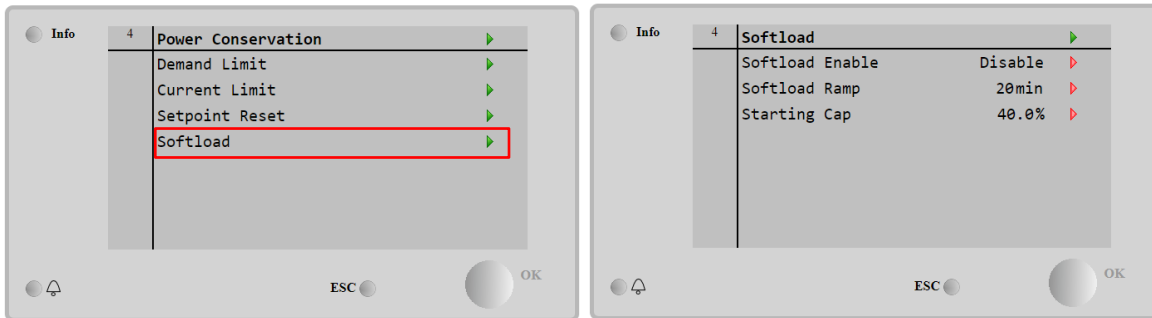 Info
4 Power Conservation
Demand Limit
Current Limit
Setpoint Reset
Softload
ESC
OK
Info
4 Softload
Softload Enable Disable
Softload Ramp 20min
Starting Cap 40.0%
ESC
OK